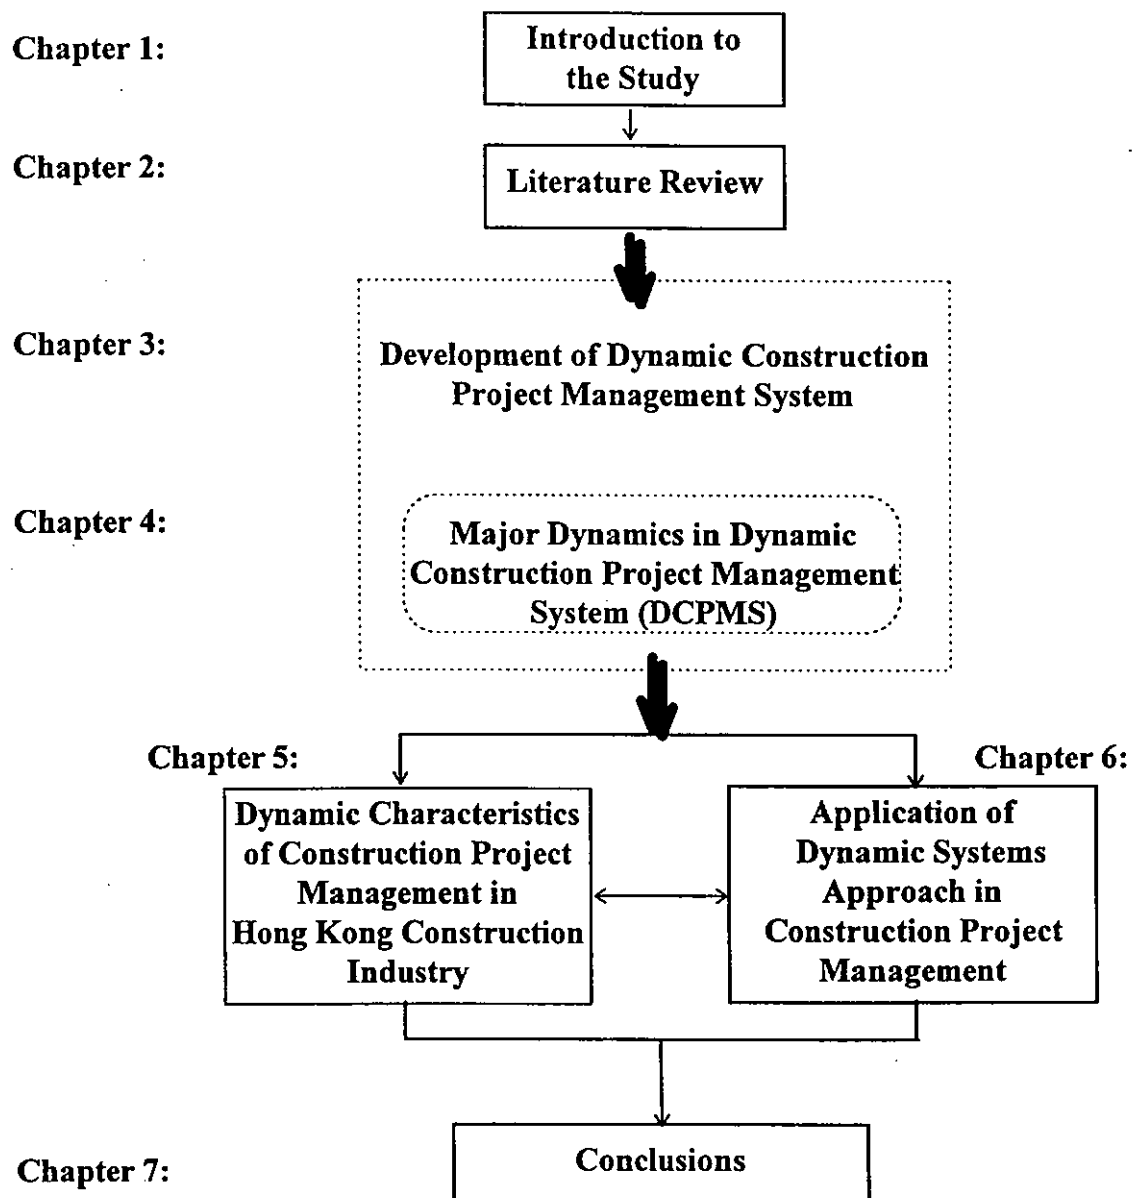 Chapter 1:
Introduction to
the Study
Chapter 2:
Literature Review
Chapter 3:
Development of Dynamic Construction
Project Management System
Chapter 4:
Major Dynamics in Dynamic
Construction Project Management
System (DCPMS)
Chapter 5:
Chapter 6:
Dynamic Characteristics
of Construction Project
Management in
Hong Kong Construction
Industry
Application of
Dynamic Systems
Approach in
Construction Project
Management
Chapter 7:
Conclusions